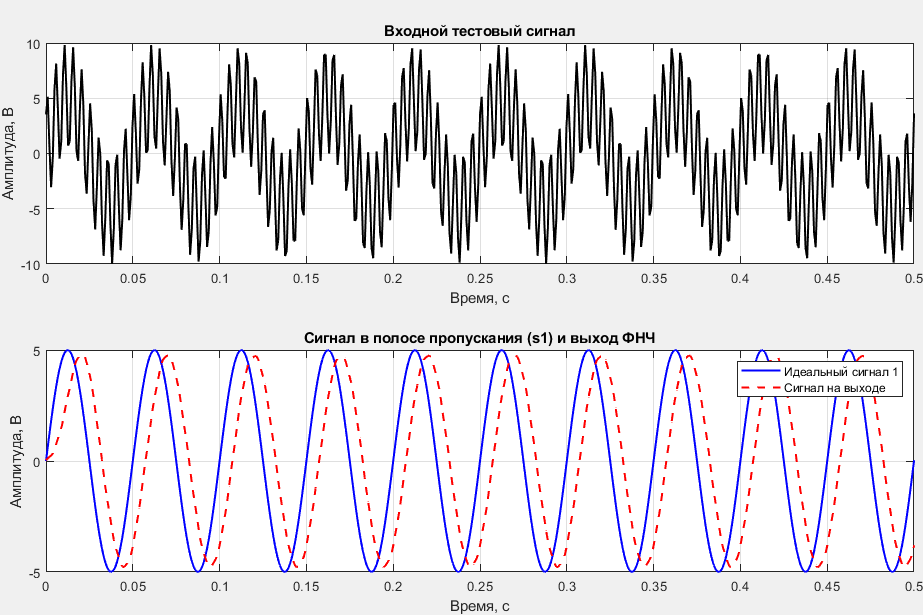 Входной тестовый сигнал
Амплитуда, В
10
5
0
-5
-10
0 0.05 0.1 0.15 0.2 0.25 0.3 0.35 0.4 0.45 0.5
Время, с
Сигнал в полосе пропускания (s1) и выход ФНЧ
Амплитуда, В
5
0
-5
Идеальный сигнал 1
Сигнал на выходе
0 0.05 0.1 0.15 0.2 0.25 0.3 0.35 0.4 0.45 0.5
Время, с